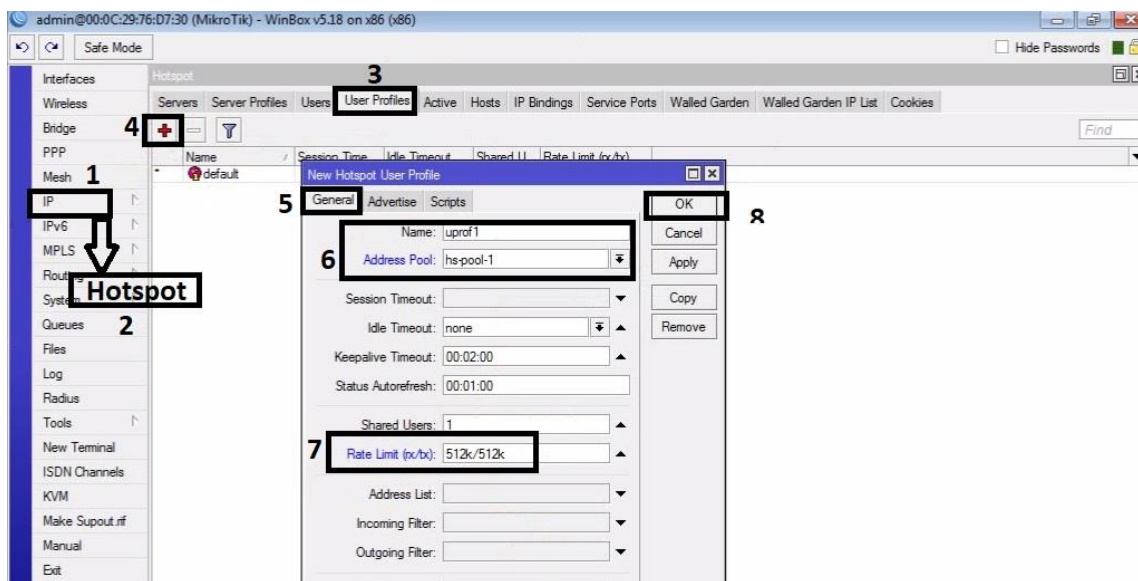 admin@00:0C:29:76:D7:30 (MikroTik) - WinBox v5.18 on x86 (x86)
Safe Mode
Hide Passwords
Hotspot
3
Servers Server Profiles Users User Profiles Active Hosts IP Bindings Service Ports Walled Garden Walled Garden IP List Cookies
4
Find
Name Session Time... Idle Timeout Shared U... Rate Limit (rx/tx)
* default
Interfaces
Wireless
Bridge
PPP
Mesh
1
IP
IPv6
MPLS
Hotspot
2
Queues
Files
Log
Radius
Tools
New Terminal
ISDN Channels
KVM
Make Supout.rif
Manual
Exit
New Hotspot User Profile
5
General Advertise Scripts
6
Name: uprof1
Address Pool: hs-pool-1
Session Timeout:
Idle Timeout: none
Keepalive Timeout: 00:02:00
Status Autorefresh: 00:01:00
Shared Users: 1
7
Rate Limit (rx/tx): 512k/512k
Address List:
Incoming Filter:
Outgoing Filter:
OK
8
Cancel
Apply
Copy
Remove